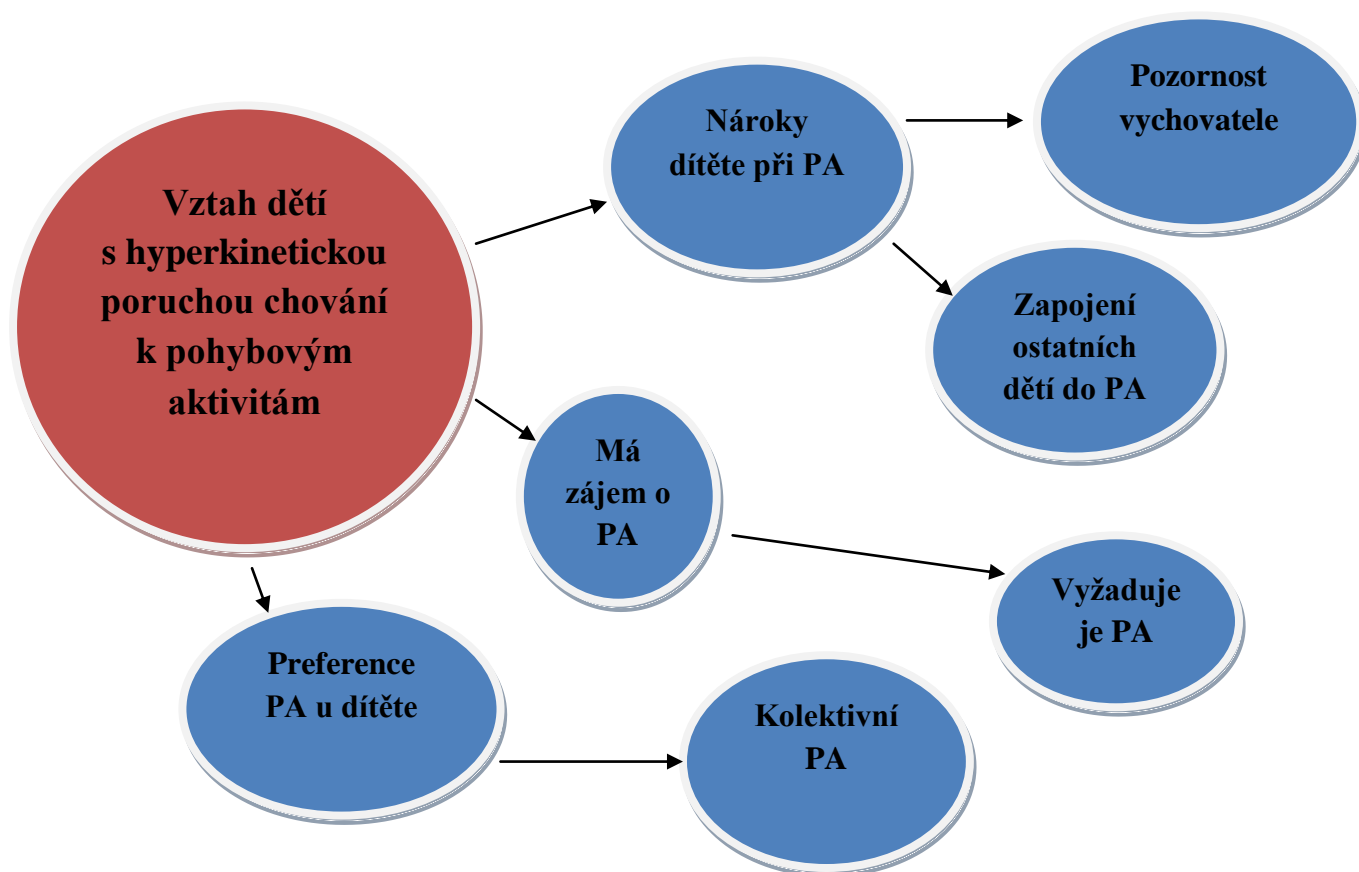 Vztah dětí
s hyperkinetickou
poruchou chování
k pohybovým
aktivitám
Nároky
dítěte při PA
Pozornost
vychovatele
Zapojení
ostatních
dětí do PA
Má
zájem o
PA
Vyžaduje
je PA
Preference
PA u dítěte
Kolektivní
PA